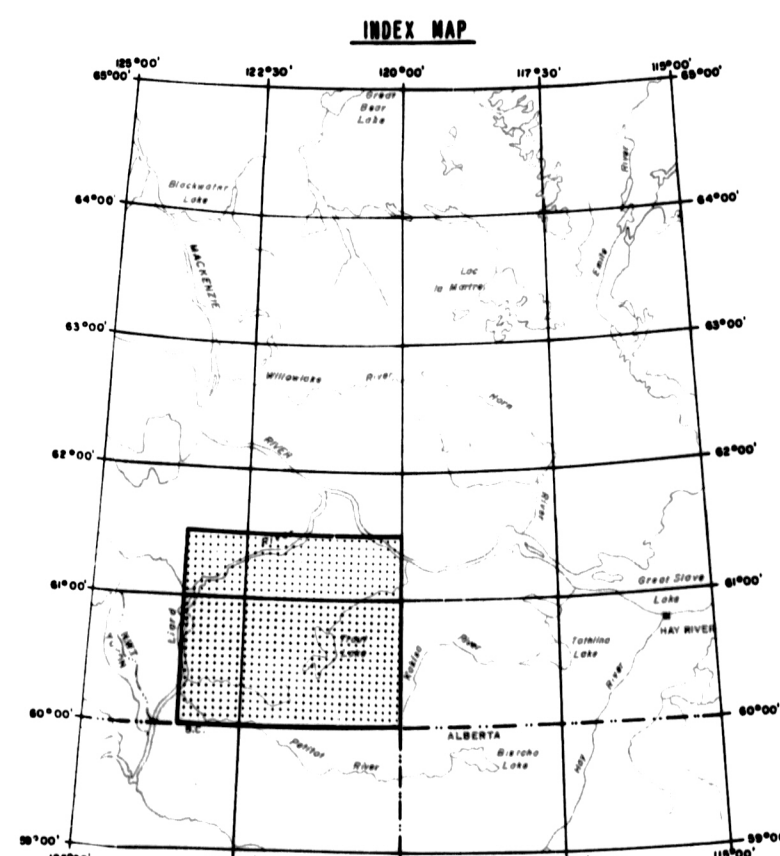 INDEX MAP
125°00' 122°30' 120°00' 117°30' 115°00'
65°00' 65°00'
Great
Bear
Lake
Blackwater
Lake
River
64°00' 64°00'
MACKENZIE
Lac
la Martre
Emile
63°00' 63°00'
Willowlake River
Horn
RIVER
62°00' 62°00'
River
River
61°00' 61°00'
Great Slave
Lake
HAY RIVER
Liard
Trout
Lake
N.W.T.
Kakisa River
Tathlina
Lake
River
60°00' 60°00'
B.C.
ALBERTA
Petitot
River
Bistcho
Lake
Hay
59°00' 59°00'